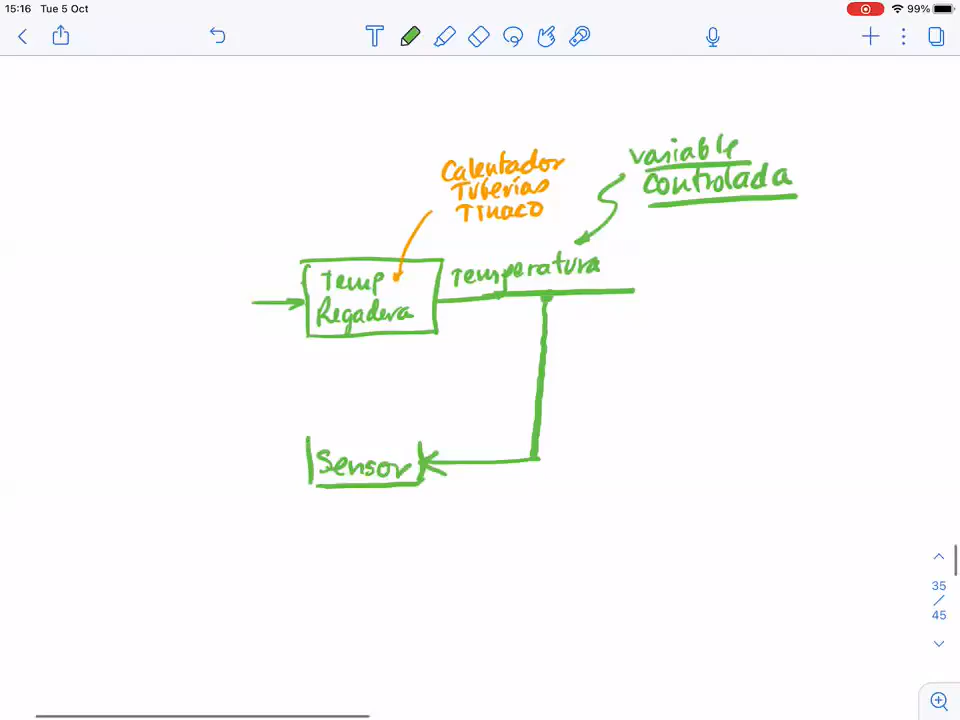 15:16 Tue 5 Oct
99%
variable
controlada
Calentador
Tuberías
Tinaco
Temperatura
Temp
Regadera
Sensor
35
/
45